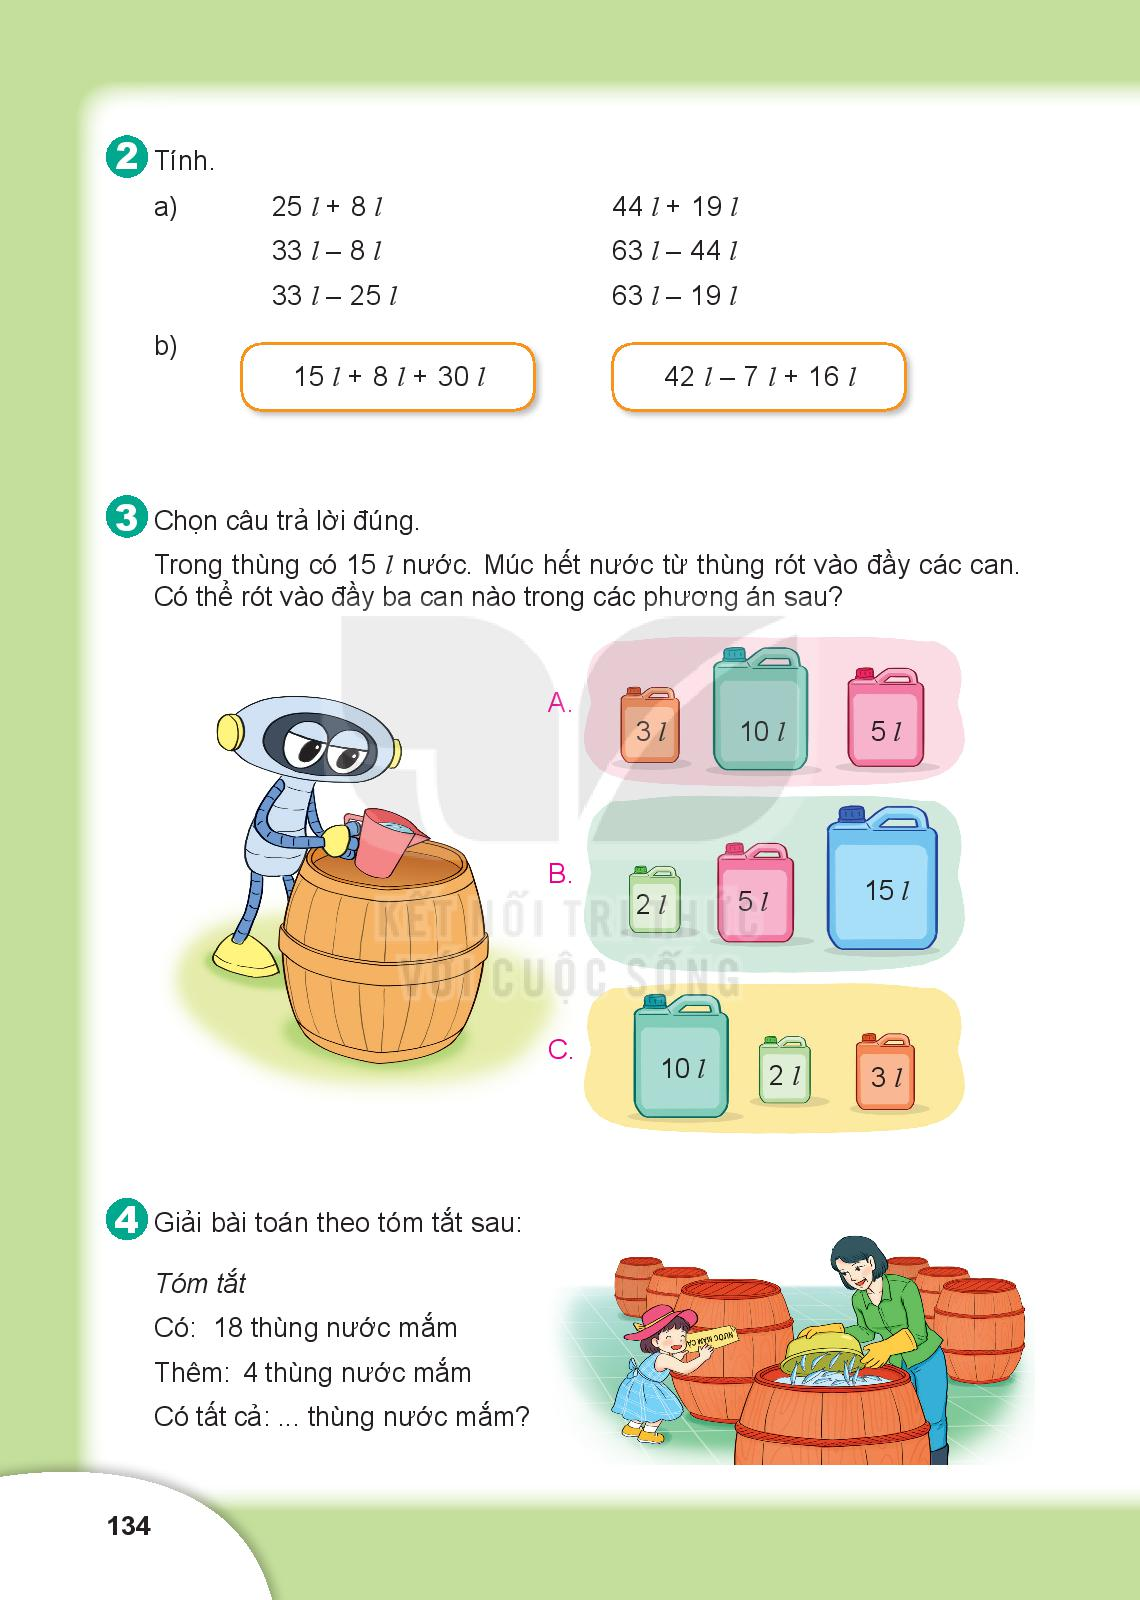 2 Tính.
a) 25 l + 8 l 44 l + 19 l
33 l – 8 l 63 l – 44 l
33 l – 25 l 63 l – 19 l
b) 15 l + 8 l + 30 l 42 l – 7 l + 16 l
3 Chọn câu trả lời đúng.
Trong thùng có 15 l nước. Múc hết nước từ thùng rót vào đầy các can.
Có thể rót vào đầy ba can nào trong các phương án sau?
A. 3 l 10 l 5 l
B. 2 l 5 l 15 l
KẾT NỐI TRI THỨC
VỚI CUỘC SỐNG
C. 10 l 2 l 3 l
4 Giải bài toán theo tóm tắt sau:
Tóm tắt
Có: 18 thùng nước mắm
Thêm: 4 thùng nước mắm
Có tất cả: ... thùng nước mắm?
NƯỚC MẮM CÁ
134